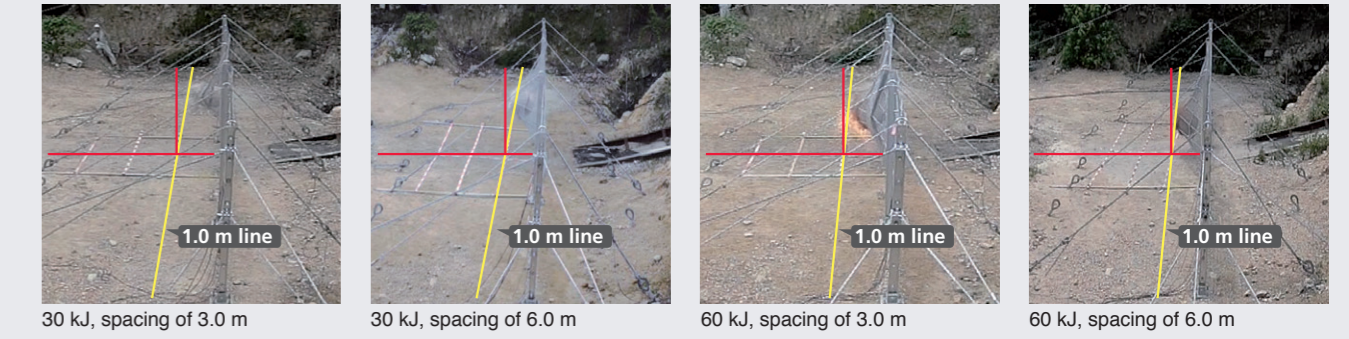 1.0 m line
1.0 m line
1.0 m line
1.0 m line
30 kJ, spacing of 3.0 m
30 kJ, spacing of 6.0 m
60 kJ, spacing of 3.0 m
60 kJ, spacing of 6.0 m